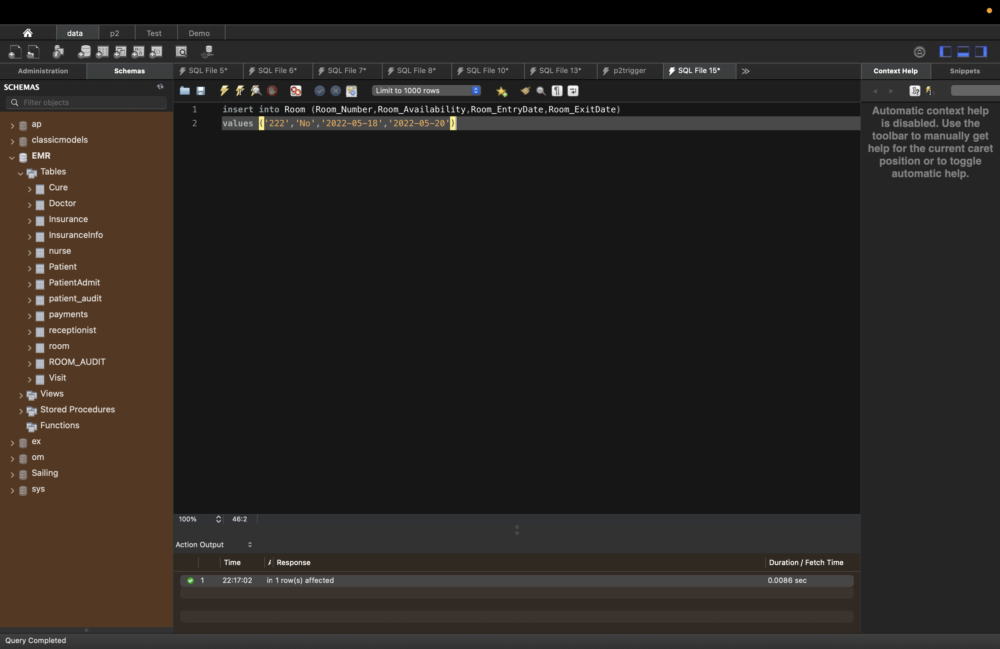 data
p2
Test
Demo
Administration
Schemas
SQL File 5*
SQL File 6*
SQL File 7*
SQL File 8*
SQL File 10*
SQL File 13*
p2trigger
SQL File 15*
Context Help
Snippets
SCHEMAS
Filter objects
Limit to 1000 rows
1 insert into Room (Room_Number,Room_Availability,Room_EntryDate,Room_ExitDate)
2 values ('222','No','2022-05-18','2022-05-20')
Automatic context help
is disabled. Use the
toolbar to manually get
help for the current caret
position or to toggle
automatic help.
ap
classicmodels
EMR
Tables
Cure
Doctor
Insurance
InsuranceInfo
nurse
Patient
PatientAdmit
patient_audit
payments
receptionist
room
ROOM_AUDIT
Visit
Views
Stored Procedures
Functions
ex
om
Sailing
sys
100%
46:2
Action Output
Time
Response
Duration / Fetch Time
1
22:17:02
in
1 row(s) affected
0.0086 sec
Query Completed